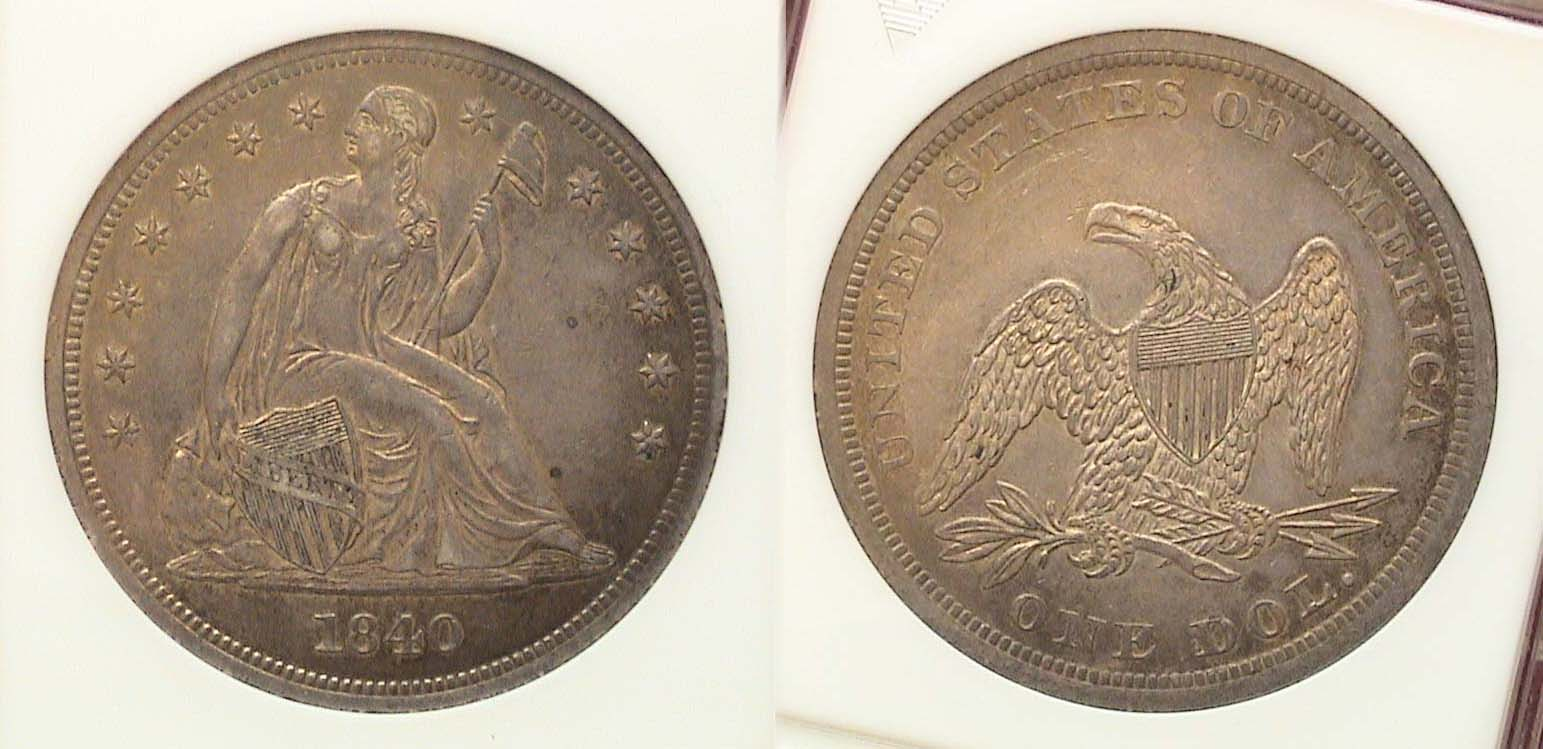 LIBERTY
1840
UNITED STATES OF AMERICA
ONE DOL.